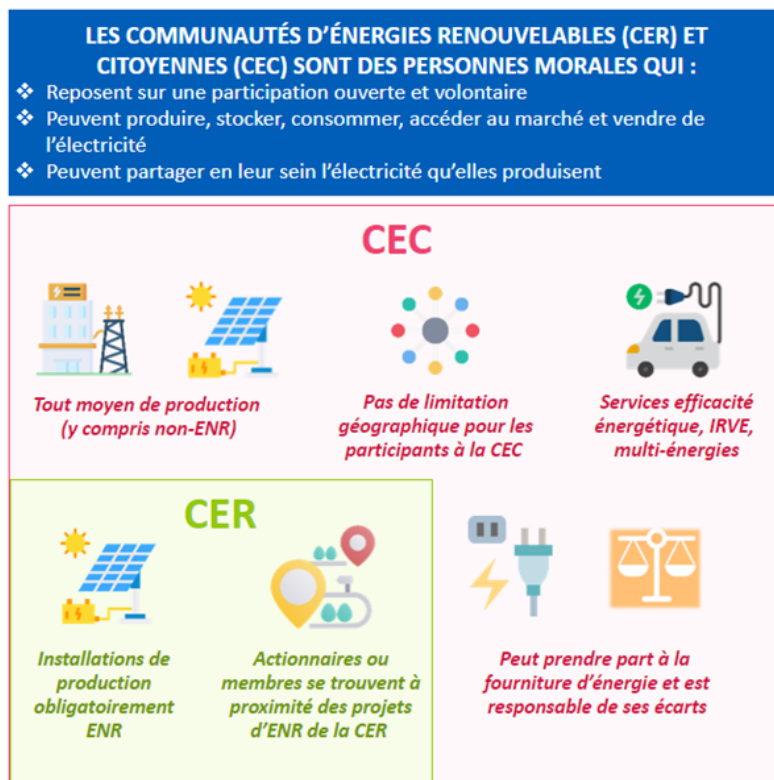 LES COMMUNAUTÉS D'ÉNERGIES RENOUVELABLES (CER) ET
CITOYENNES (CEC) SONT DES PERSONNES MORALES QUI :
❖ Reposent sur une participation ouverte et volontaire
❖ Peuvent produire, stocker, consommer, accéder au marché et vendre de
l'électricité
❖ Peuvent partager en leur sein l'électricité qu'elles produisent
CEC
Tout moyen de production
(y compris non-ENR)
Pas de limitation
géographique pour les
participants à la CEC
Services efficacité
énergétique, IRVE,
multi-énergies
CER
Installations de
production
obligatoirement
ENR
Actionnaires ou
membres se trouvent à
proximité des projets
d'ENR de la CER
Peut prendre part à la
fourniture d'énergie et est
responsable de ses écarts